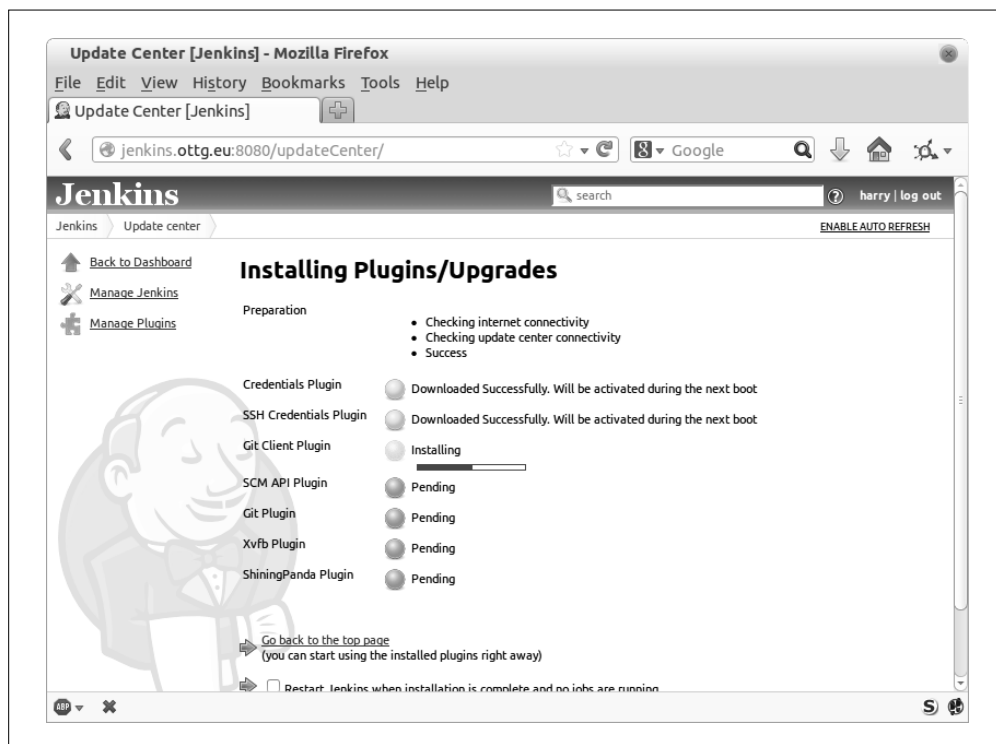 Update Center [Jenkins] - Mozilla Firefox
File Edit View History Bookmarks Tools Help
Update Center [Jenkins]
jenkins.ottg.eu:8080/updateCenter/
8 Google
Jenkins
search
? harry | log out
Jenkins Update center
ENABLE AUTO REFRESH
Back to Dashboard
Manage Jenkins
Manage Plugins
Installing Plugins/Upgrades
Preparation
• Checking internet connectivity
• Checking update center connectivity
• Success
Credentials Plugin Downloaded Successfully. Will be activated during the next boot
SSH Credentials Plugin Downloaded Successfully. Will be activated during the next boot
Git Client Plugin Installing
SCM API Plugin Pending
Git Plugin Pending
Xvfb Plugin Pending
ShiningPanda Plugin Pending
Go back to the top page
(you can start using the installed plugins right away)
Restart Jenkins when installation is complete and no jobs are running
ABP
S